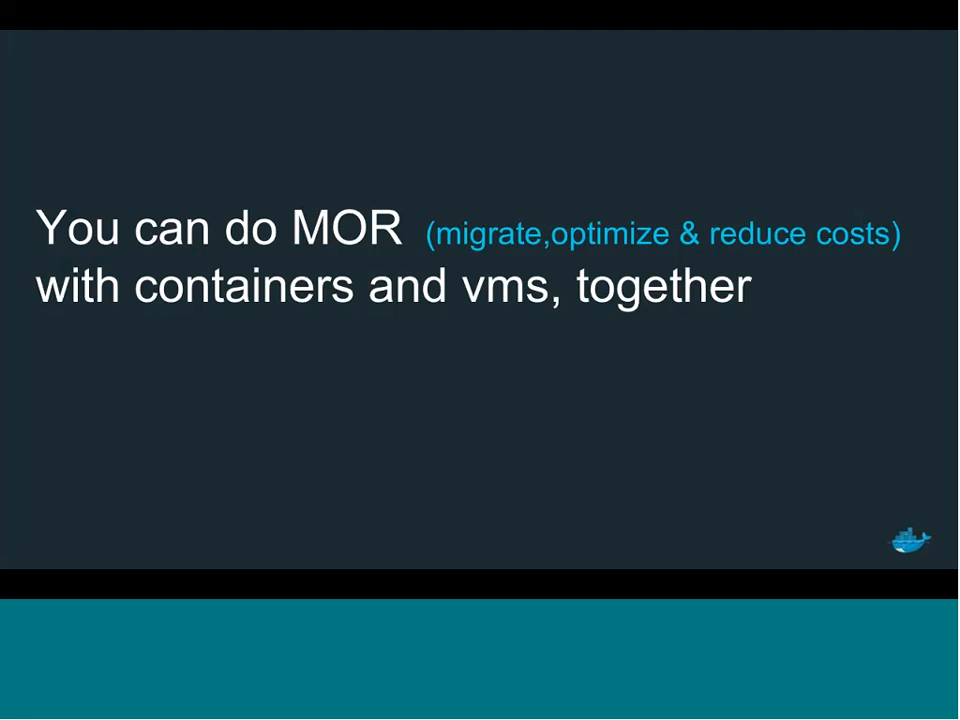 You can do MOR (migrate,optimize & reduce costs)
with containers and vms, together